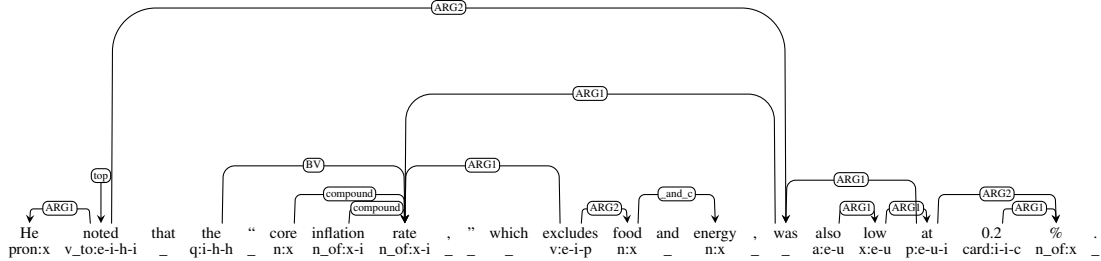 ARG2
ARG1
BV ARG1 ARG1
top
compound _and_c ARG2
ARG1 compound ARG2 ARG1 ARG1 ARG1
He noted that the “ core inflation rate , ” which excludes food and energy , was also low at 0.2 % .
pron:x v_to:e-i-h-i _ q:i-h-h _ n:x n_of:x-i n_of:x-i _ _ _ v:e-i-p n:x _ n:x _ _ a:e-u x:e-u p:e-u-i card:i-i-c n_of:x _